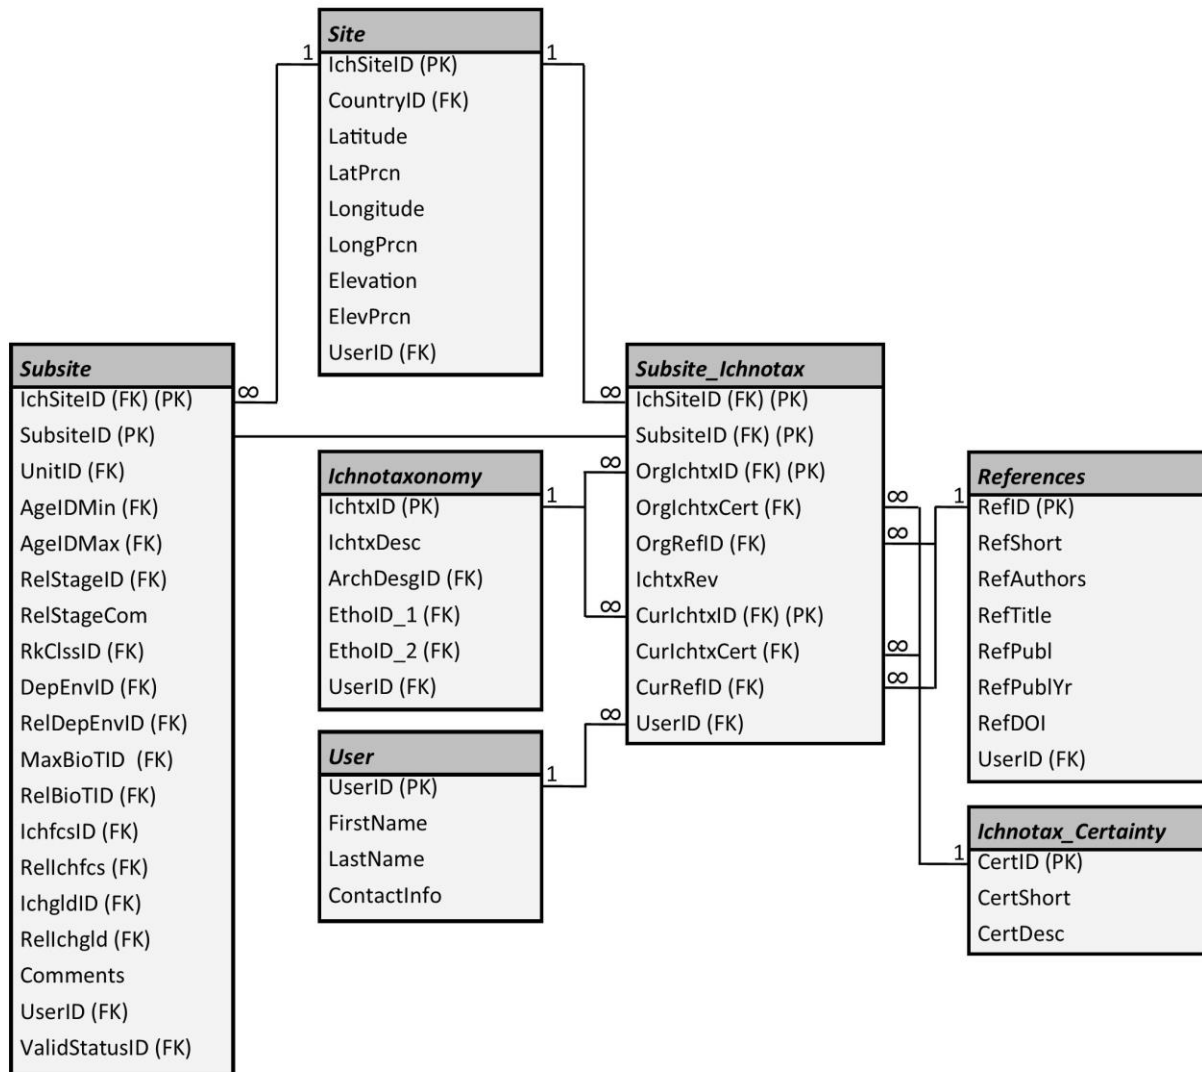 Site
IchSiteID (PK)
CountryID (FK)
Latitude
LatPrcn
Longitude
LongPrcn
Elevation
ElevPrcn
UserID (FK)
1
1
Subsite
IchSiteID (FK) (PK)
SubsiteID (PK)
UnitID (FK)
AgeIDMin (FK)
AgeIDMax (FK)
RelStageID (FK)
RelStageCom
RkClssID (FK)
DepEnvID (FK)
RelDepEnvID (FK)
MaxBioTID (FK)
RelBioTID (FK)
IchfcsID (FK)
RelIchfcs (FK)
IchgldID (FK)
RelIchgld (FK)
Comments
UserID (FK)
ValidStatusID (FK)
∞
Ichnotaxonomy
IchtxID (PK)
IchtxDesc
ArchDesgID (FK)
EthoID_1 (FK)
EthoID_2 (FK)
UserID (FK)
1
User
UserID (PK)
FirstName
LastName
ContactInfo
1
Subsite_Ichnotax
IchSiteID (FK) (PK)
SubsiteID (FK) (PK)
OrgIchtxID (FK) (PK)
OrgIchtxCert (FK)
OrgRefID (FK)
IchtxRev
CurIchtxID (FK) (PK)
CurIchtxCert (FK)
CurRefID (FK)
UserID (FK)
∞
∞
∞
∞
∞
∞
∞
∞
References
RefID (PK)
RefShort
RefAuthors
RefTitle
RefPubl
RefPublYr
RefDOI
UserID (FK)
1
Ichnotax_Certainty
CertID (PK)
CertShort
CertDesc
1